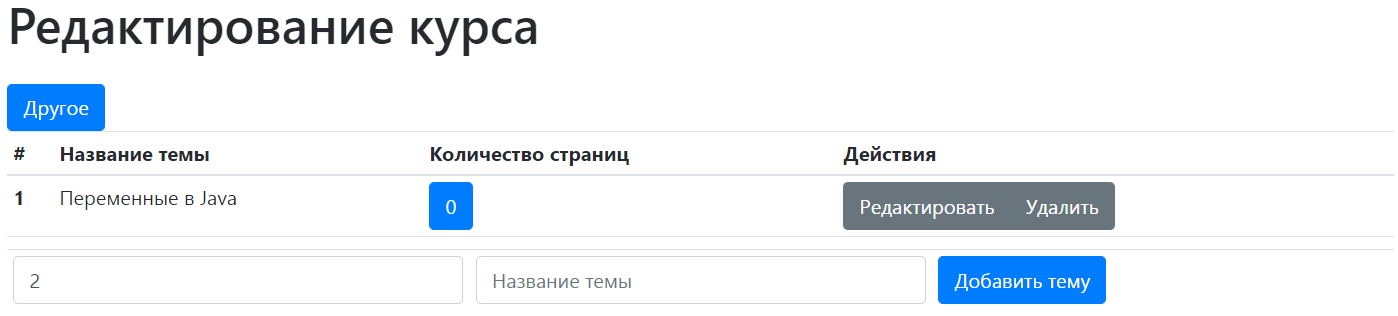 Редактирование курса
Другое
# Название темы Количество страниц Действия
1 Переменные в Java 0 Редактировать Удалить
2 Название темы Добавить тему